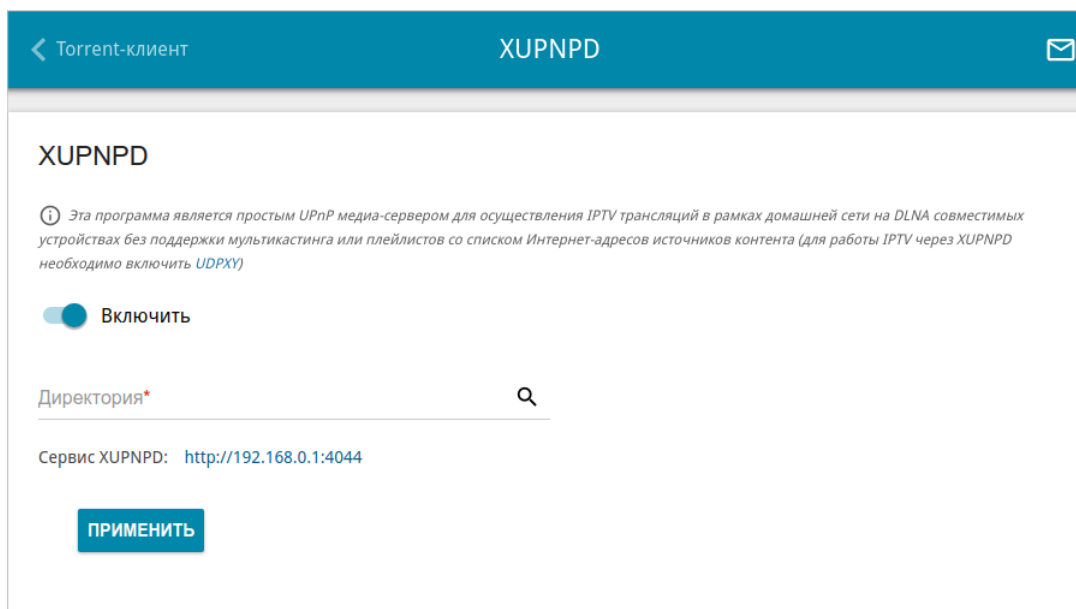 Torrent-клиент
XUPNPD
XUPNPD
Эта программа является простым UPnP медиа-сервером для осуществления IPTV трансляций в рамках домашней сети на DLNA совместимых
устройствах без поддержки мультикастинга или плейлистов со списком Интернет-адресов источников контента (для работы IPTV через XUPNPD
необходимо включить UDPXY)
Включить
Директория*
Сервис XUPNPD: http://192.168.0.1:4044
ПРИМЕНИТЬ